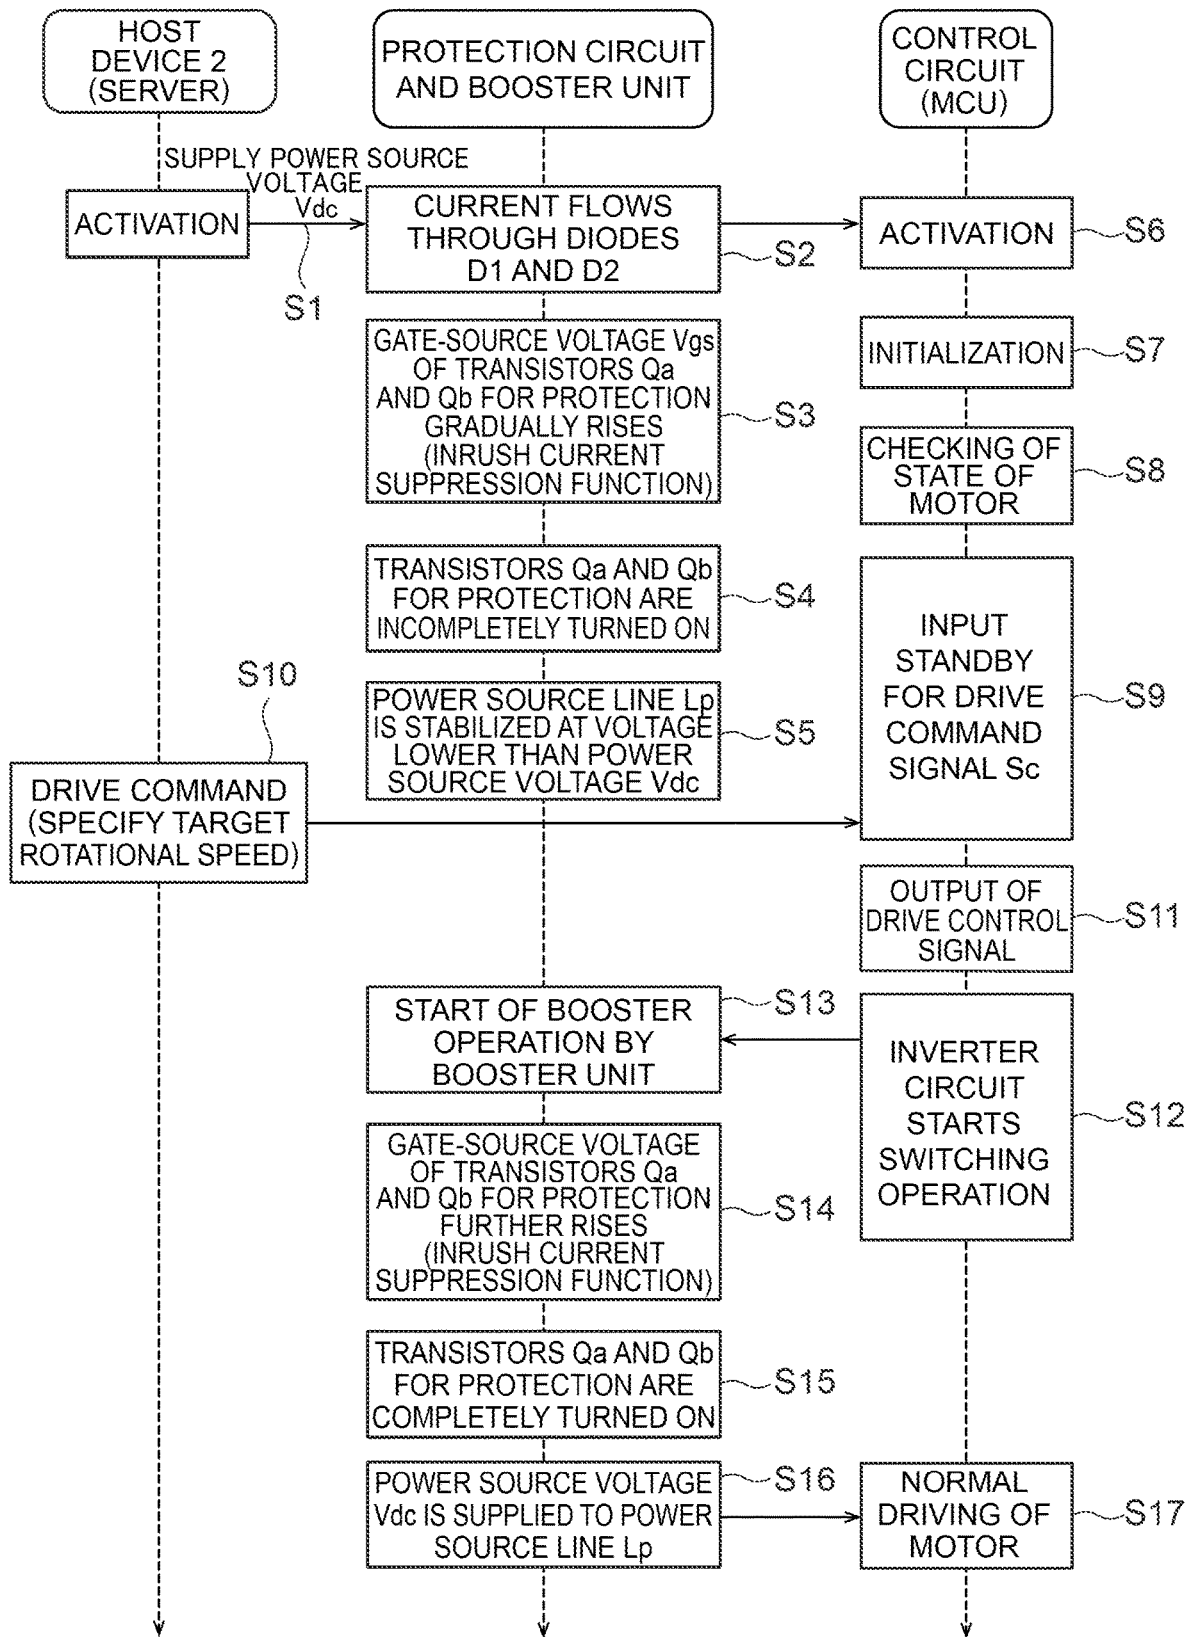 HOST
DEVICE 2
(SERVER)
PROTECTION CIRCUIT
AND BOOSTER UNIT
CONTROL
CIRCUIT
(MCU)
SUPPLY POWER SOURCE
VOLTAGE
Vdc
ACTIVATION
S1
CURRENT FLOWS
THROUGH DIODES
D1 AND D2
S2
ACTIVATION
S6
GATE-SOURCE VOLTAGE Vgs
OF TRANSISTORS Qa
AND Qb FOR PROTECTION
GRADUALLY RISES
(INRUSH CURRENT
SUPPRESSION FUNCTION)
S3
INITIALIZATION
S7
CHECKING OF
STATE OF
MOTOR
S8
TRANSISTORS Qa AND Qb
FOR PROTECTION ARE
INCOMPLETELY TURNED ON
S4
INPUT
STANDBY
FOR DRIVE
COMMAND
SIGNAL Sc
S9
S10
POWER SOURCE LINE Lp
IS STABILIZED AT VOLTAGE
LOWER THAN POWER
SOURCE VOLTAGE Vdc
S5
DRIVE COMMAND
(SPECIFY TARGET
ROTATIONAL SPEED)
OUTPUT OF
DRIVE CONTROL
SIGNAL
S11
START OF BOOSTER
OPERATION BY
BOOSTER UNIT
S13
INVERTER
CIRCUIT
STARTS
SWITCHING
OPERATION
S12
GATE-SOURCE VOLTAGE
OF TRANSISTORS Qa
AND Qb FOR PROTECTION
FURTHER RISES
(INRUSH CURRENT
SUPPRESSION FUNCTION)
S14
TRANSISTORS Qa AND Qb
FOR PROTECTION ARE
COMPLETELY TURNED ON
S15
POWER SOURCE VOLTAGE
Vdc IS SUPPLIED TO POWER
SOURCE LINE Lp
S16
NORMAL
DRIVING OF
MOTOR
S17